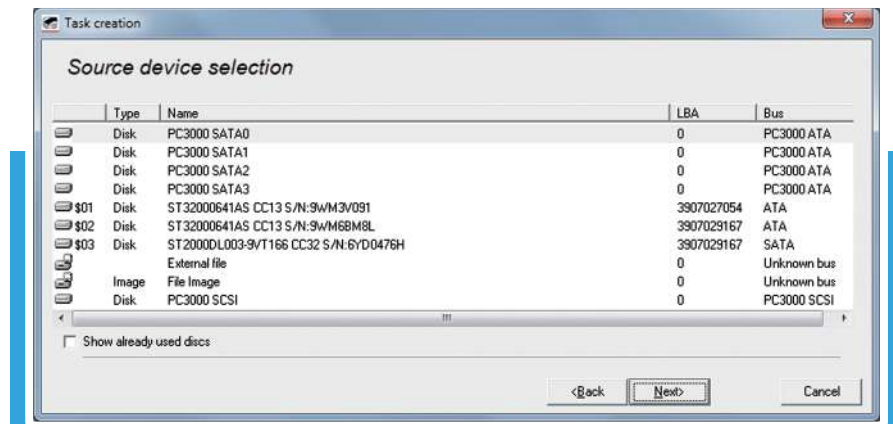 Task creation
Source device selection
Type Name LBA Bus
Disk PC3000 SATA0 0 PC3000 ATA
Disk PC3000 SATA1 0 PC3000 ATA
Disk PC3000 SATA2 0 PC3000 ATA
Disk PC3000 SATA3 0 PC3000 ATA
$01 Disk ST32000641AS CC13 S/N:9WM3V091 3907027054 ATA
$02 Disk ST32000641AS CC13 S/N:9WM6BM8L 3907029167 ATA
$03 Disk ST2000DL003-9VT166 CC32 S/N:6YD0476H 3907029167 SATA
External file 0 Unknown bus
Image File Image 0 Unknown bus
Disk PC3000 SCSI 0 PC3000 SCSI
Show already used discs
<Back Next> Cancel